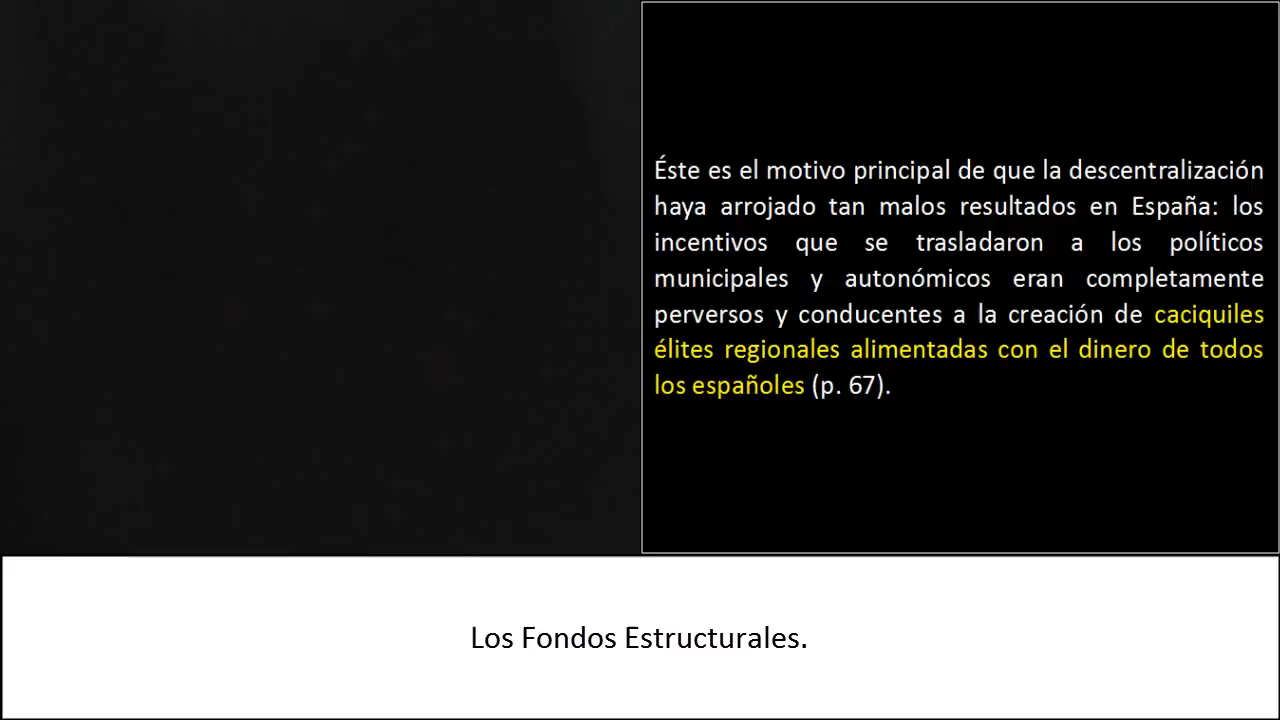 Éste es el motivo principal de que la descentralización
haya arrojado tan malos resultados en España: los
incentivos que se trasladaron a los políticos
municipales y autonómicos eran completamente
perversos y conducentes a la creación de caciquiles
élites regionales alimentadas con el dinero de todos
los españoles (p. 67).
Los Fondos Estructurales.